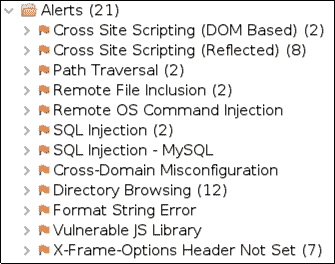 Alerts (21)
Cross Site Scripting (DOM Based) (2)
Cross Site Scripting (Reflected) (8)
Path Traversal (2)
Remote File Inclusion (2)
Remote OS Command Injection
SQL Injection (2)
SQL Injection - MySQL
Cross-Domain Misconfiguration
Directory Browsing (12)
Format String Error
Vulnerable JS Library
X-Frame-Options Header Not Set (7)